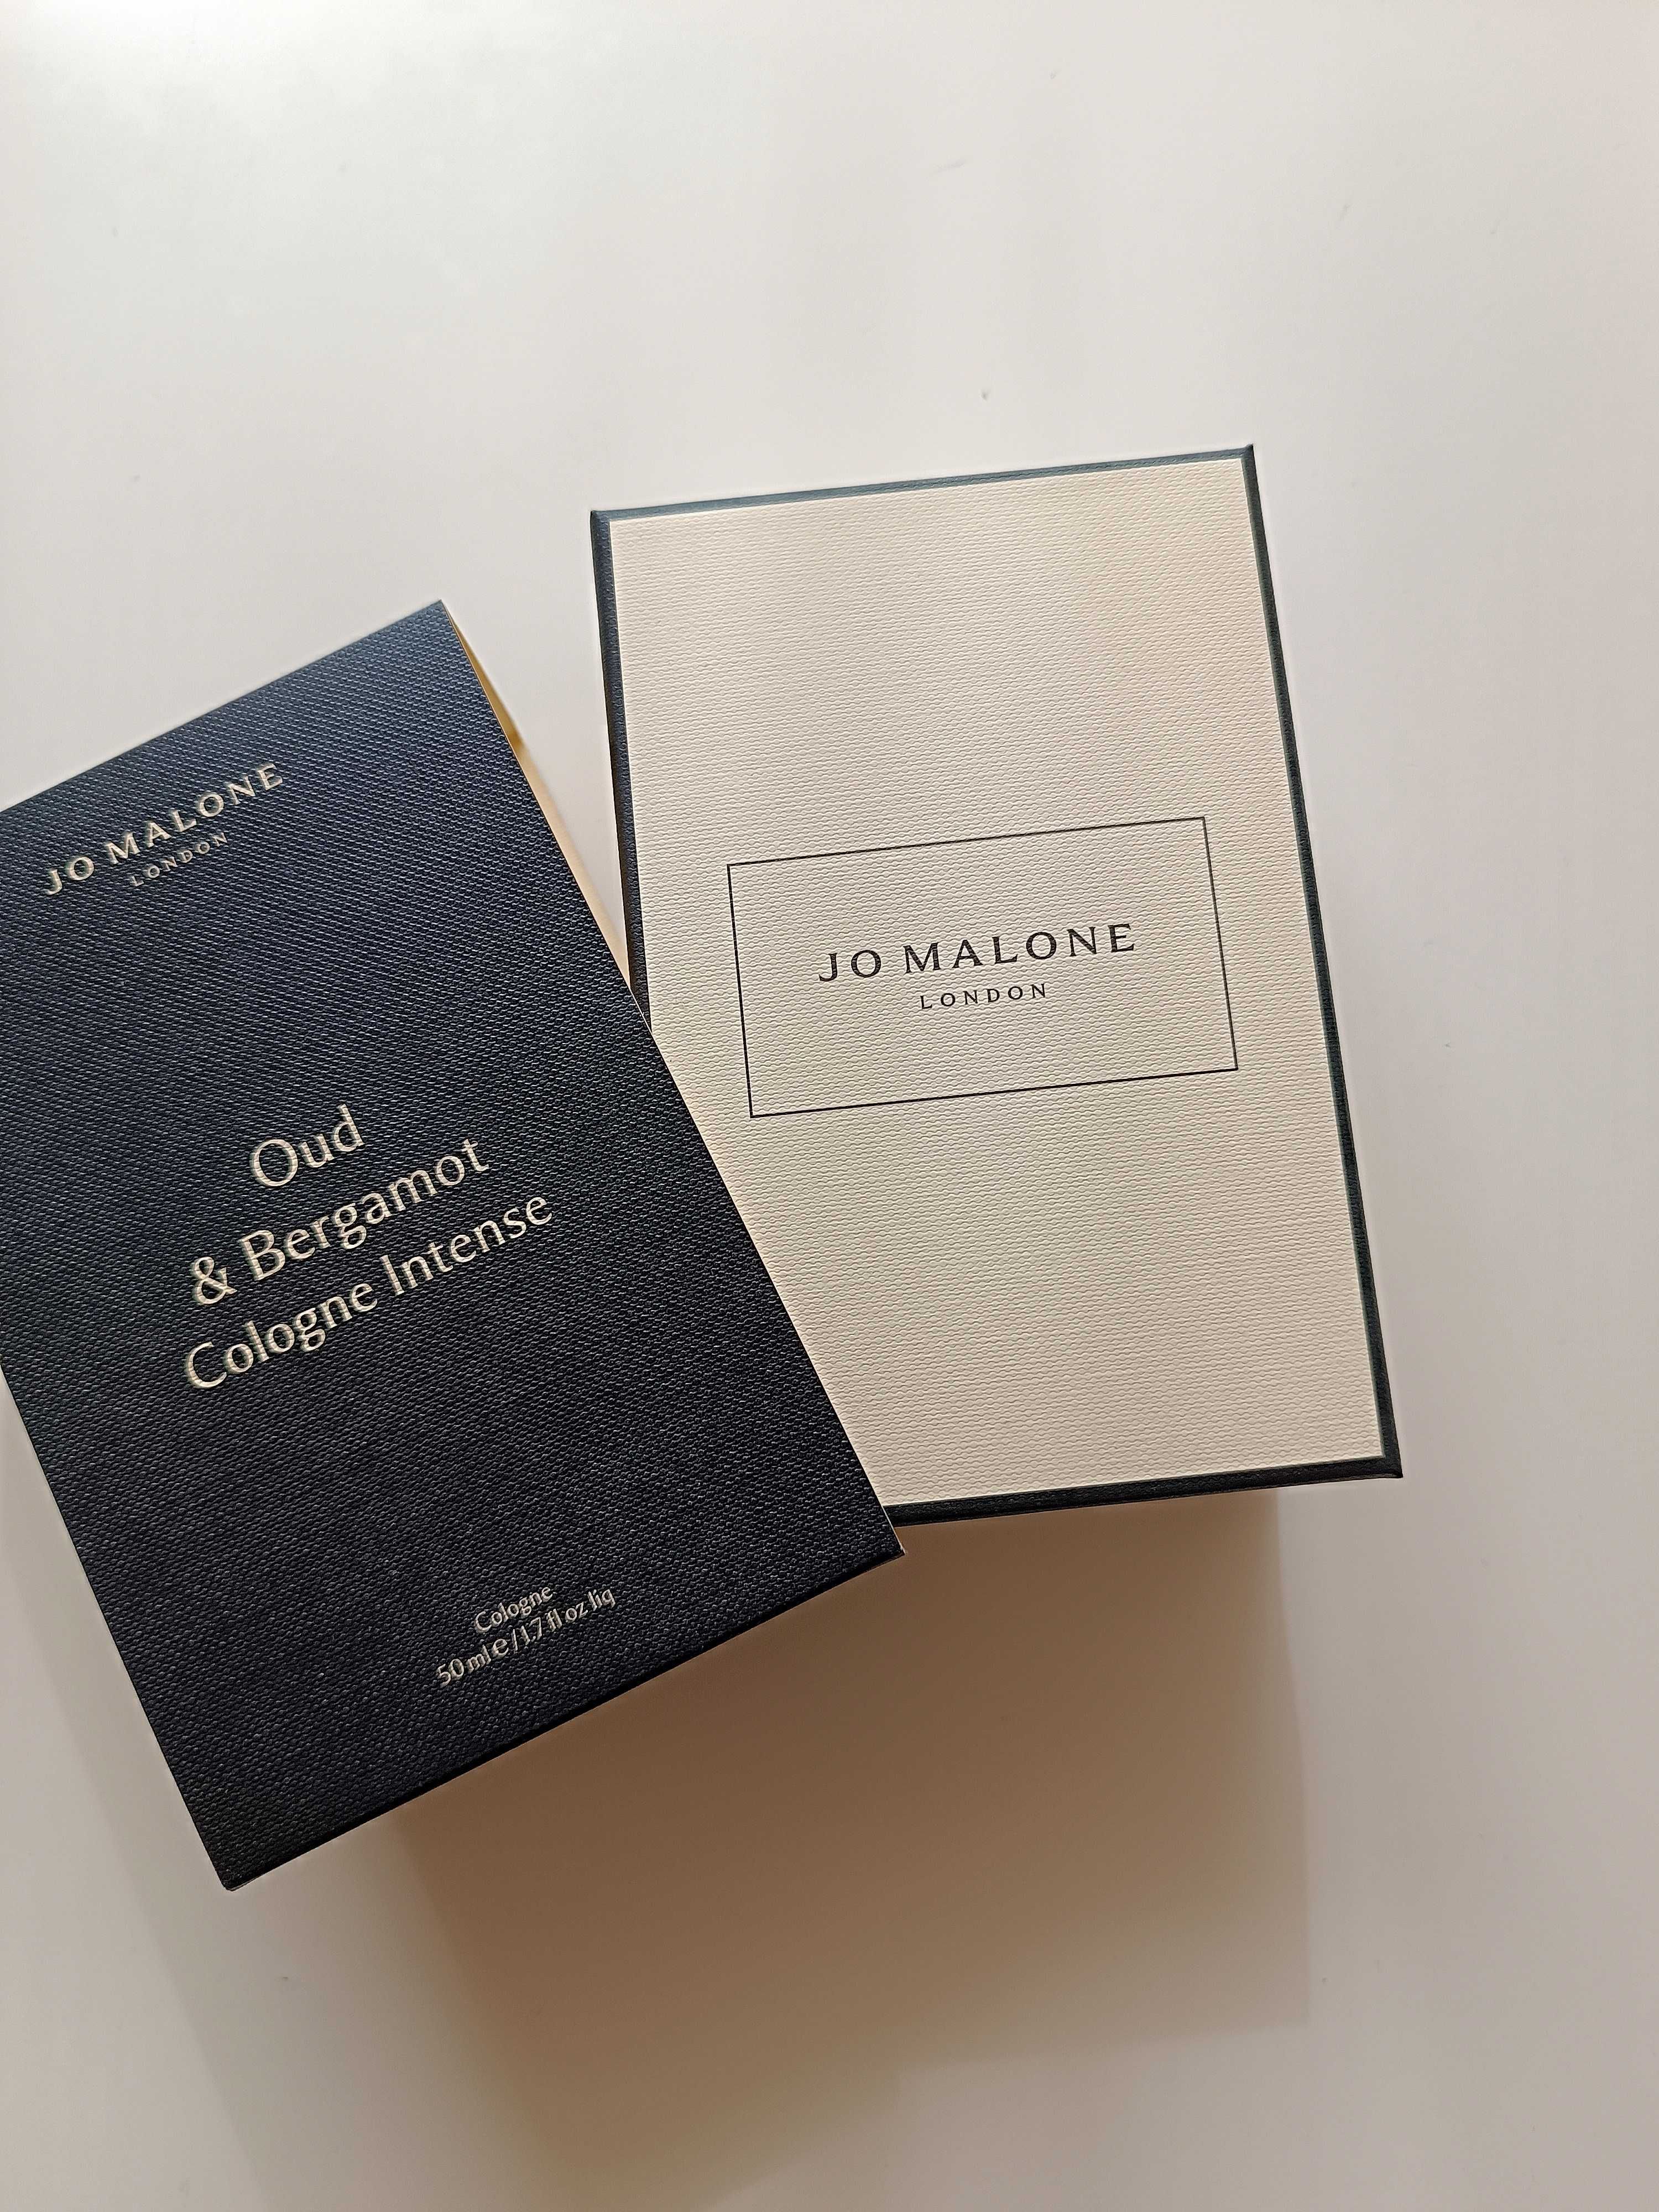 JO MALONE
LONDON
Oud
& Bergamot
Cologne Intense
Cologne
50 ml ℮ / 1.7 fl oz liq
JO MALONE
LONDON